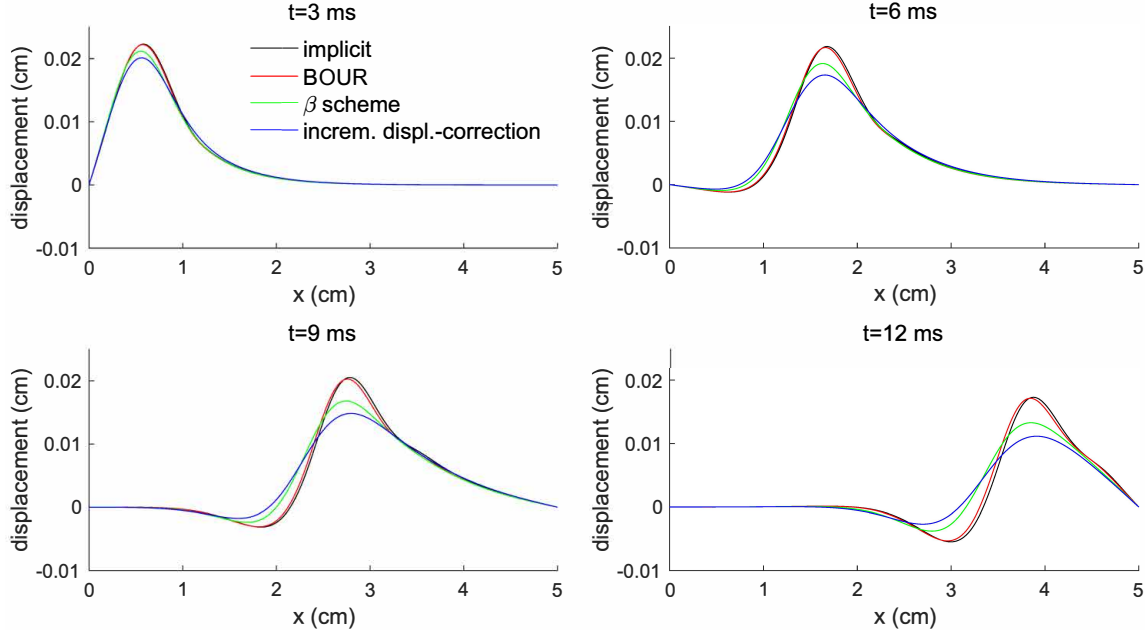 t=3 ms
displacement (cm)
0.02
0.01
0
-0.01
0 1 2 3 4 5
x (cm)
implicit
BOUR
β scheme
increm. displ.-correction
t=6 ms
displacement (cm)
0.02
0.01
0
-0.01
0 1 2 3 4 5
x (cm)
t=9 ms
displacement (cm)
0.02
0.01
0
-0.01
0 1 2 3 4 5
x (cm)
t=12 ms
displacement (cm)
0.02
0.01
0
-0.01
0 1 2 3 4 5
x (cm)